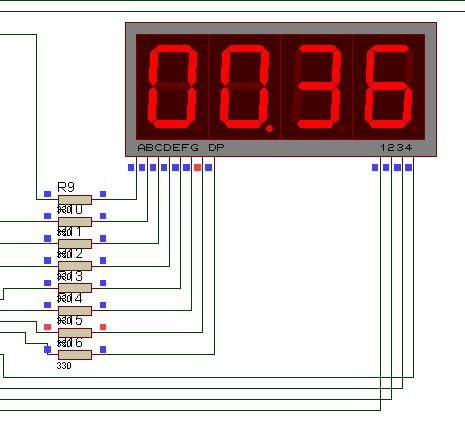 00.36
ABCDEFG DP
1234
R9
R10
R11
R12
R13
R14
R15
R16
330